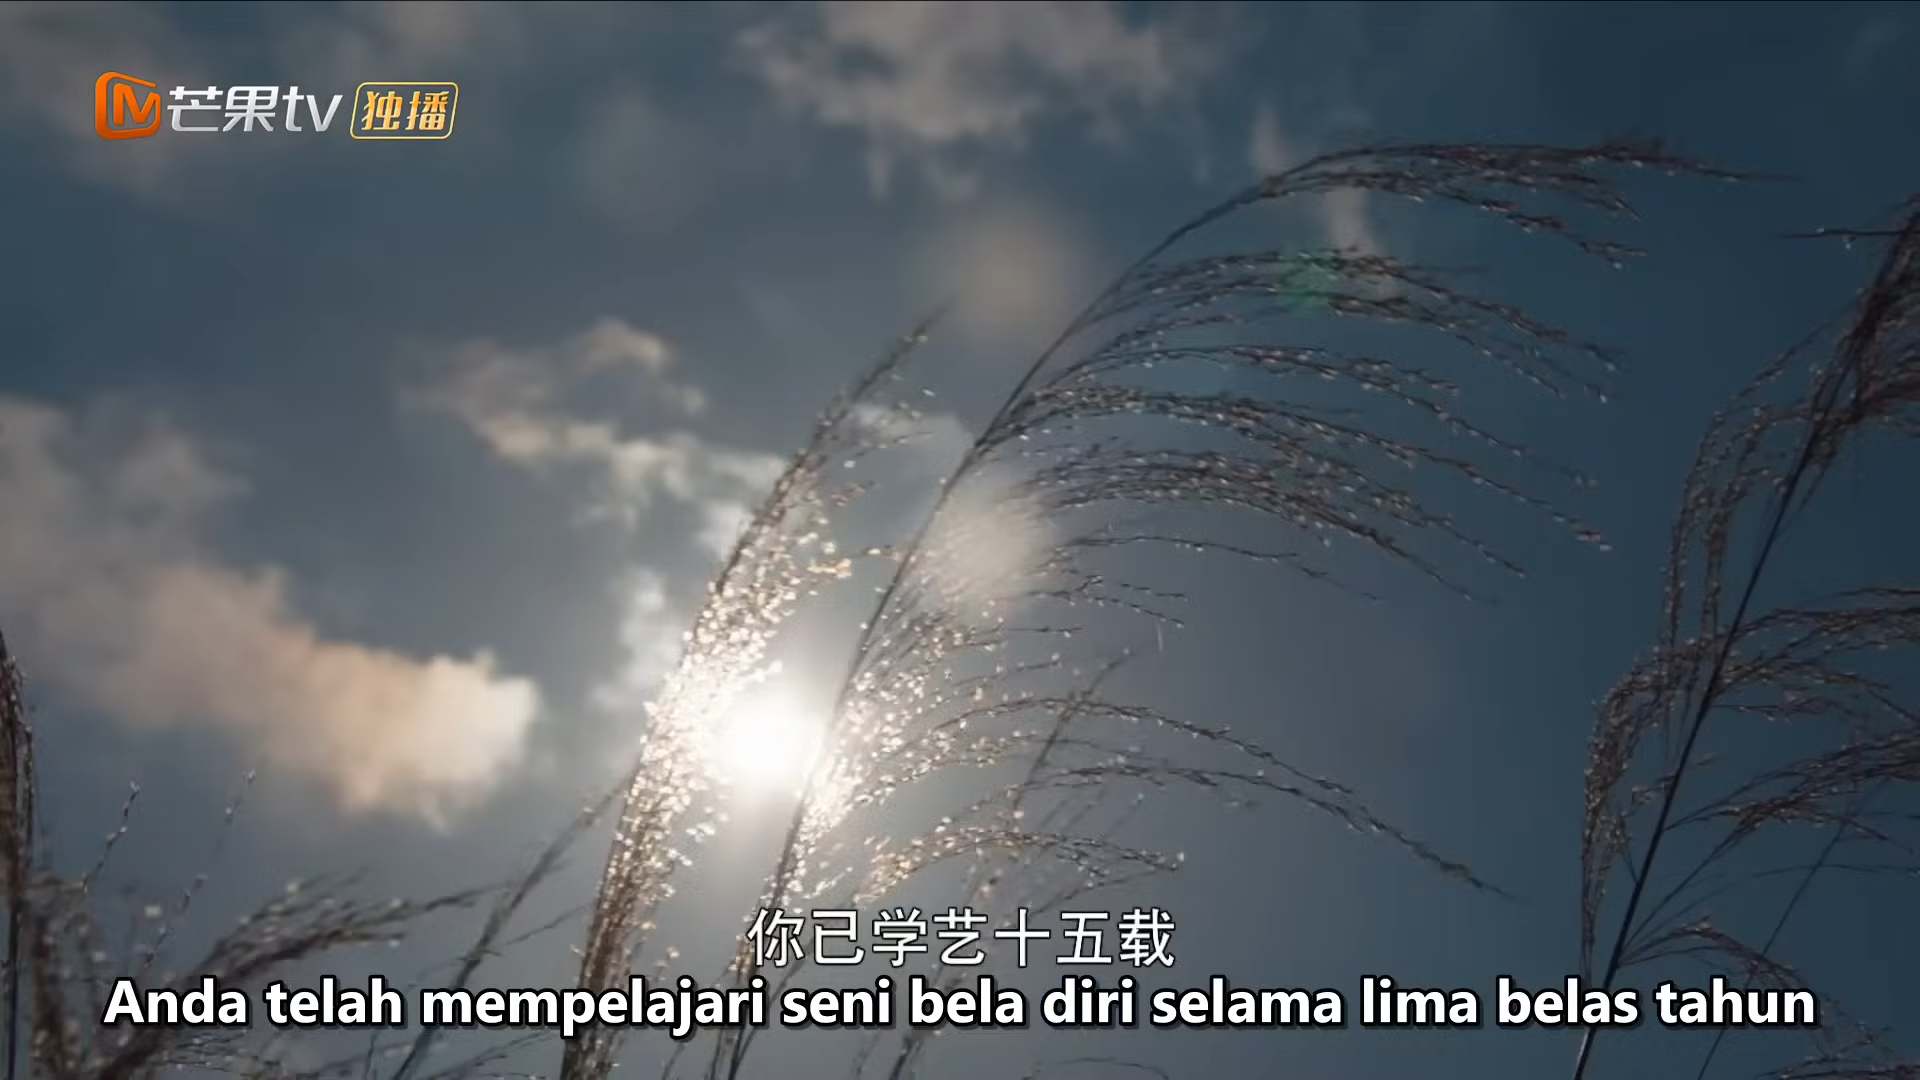 芒果tv 独播
你已学艺十五载
Anda telah mempelajari seni bela diri selama lima belas tahun